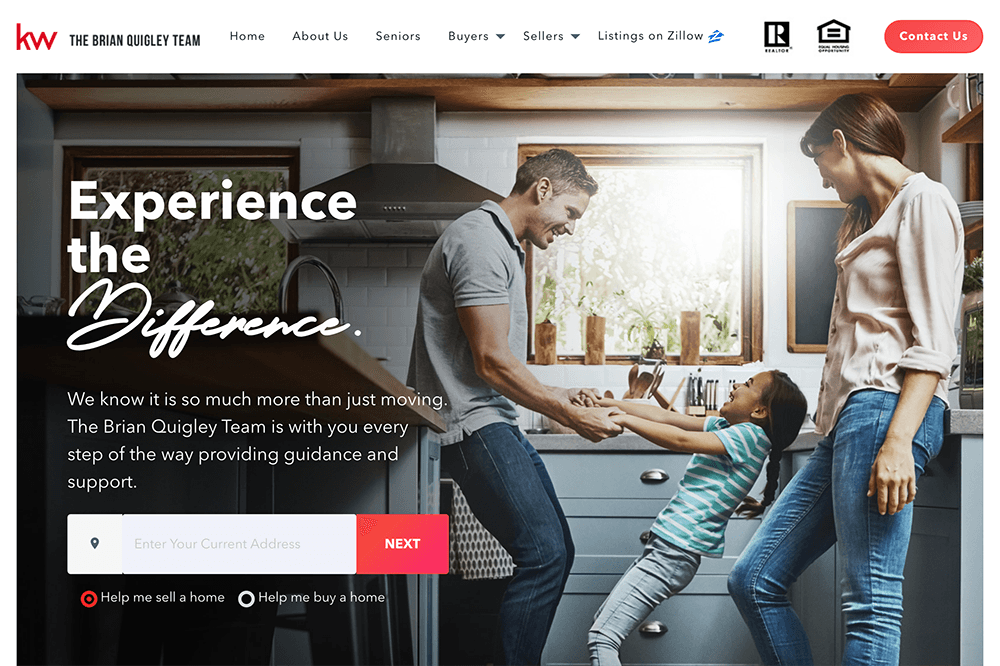 kw THE BRIAN QUIGLEY TEAM Home About Us Seniors Buyers Sellers Listings on Zillow Contact Us
REALTOR EQUAL HOUSING
OPPORTUNITY
Experience
the
Difference.
We know it is so much more than just moving.
The Brian Quigley Team is with you every
step of the way providing guidance and
support.
Enter Your Current Address NEXT
Help me sell a home Help me buy a home